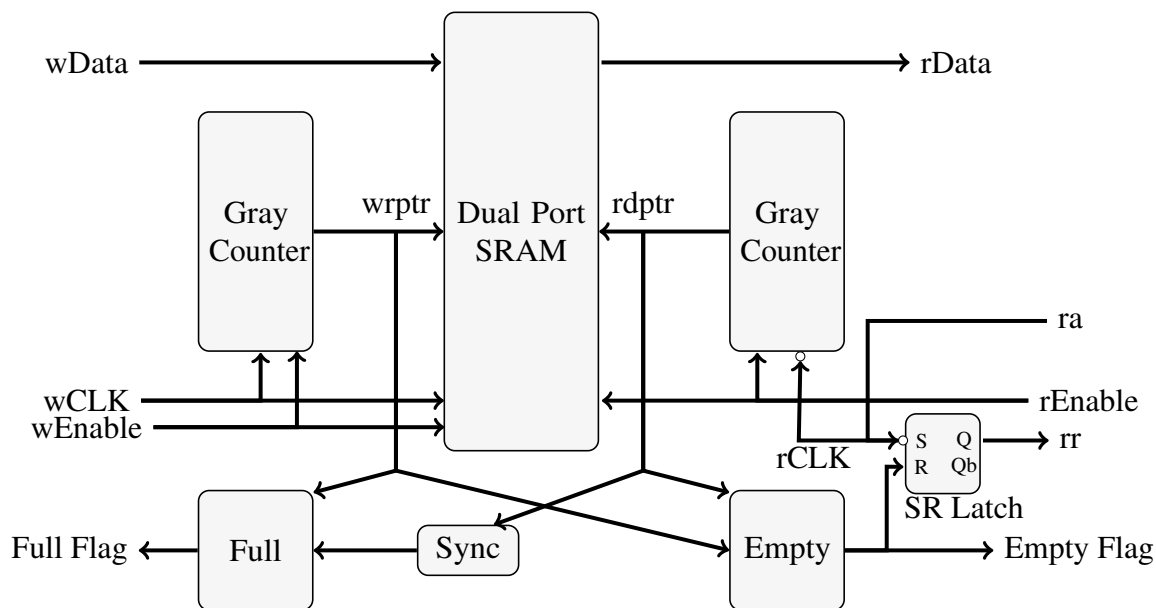 wData
rData
Gray
Counter
wrptr
Dual Port
SRAM
rdptr
Gray
Counter
ra
wCLK
wEnable
rEnable
rCLK
S
Q
R
Qb
rr
SR Latch
Full Flag
Full
Sync
Empty
Empty Flag